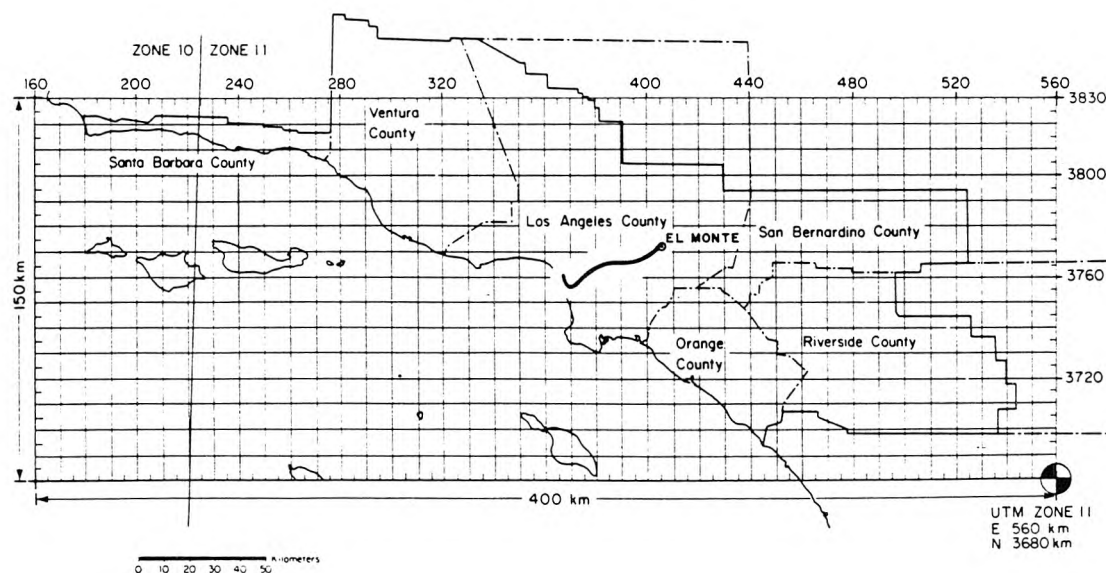 ZONE 10 ZONE 11
160 200 240 280 320 400 440 480 520 560
3830
Ventura
County
Santa Barbara County
3800
Los Angeles County
EL MONTE
San Bernardino County
3760
150 km
Orange
County
Riverside County
3720
400 km
UTM ZONE 11
E 560 km
N 3680 km
Kilometers
0 10 20 30 40 50